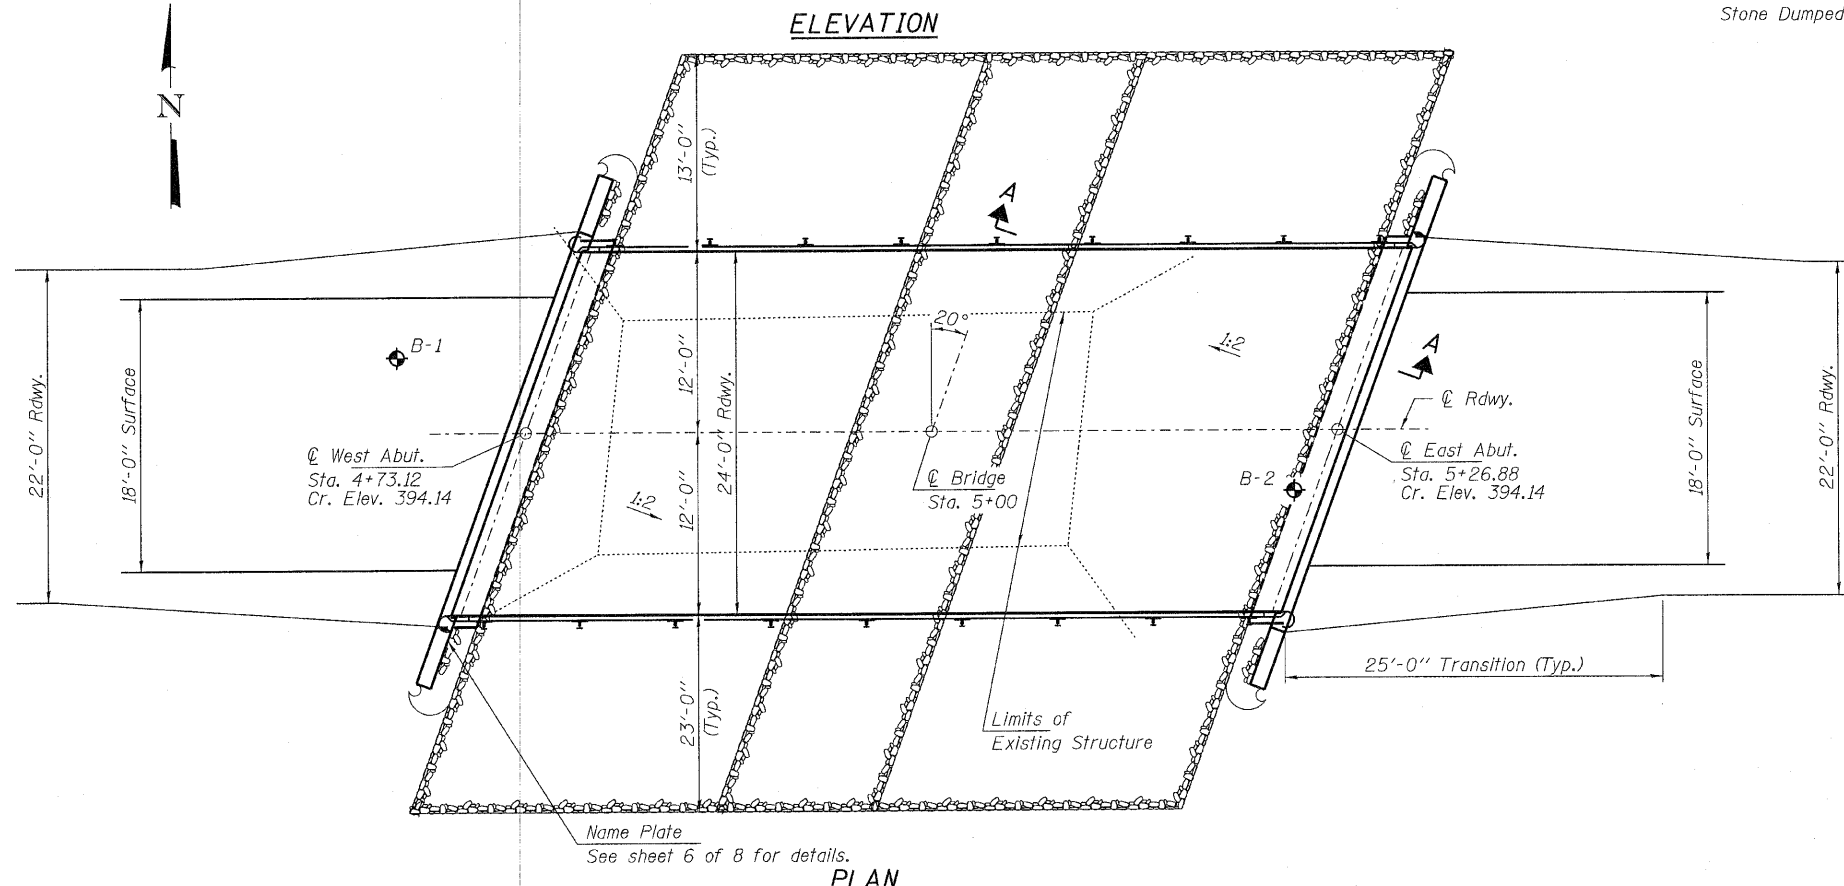 ELEVATION
Stone Dumped
N
13'-0"
(Typ.)
A
20°
B-1
1:2
A
22'-0" Rdwy.
18'-0" Surface
12'-0"
24'-0" Rdwy.
℄ Rdwy.
18'-0" Surface
22'-0" Rdwy.
℄ West Abut.
Sta. 4+73.12
Cr. Elev. 394.14
1:2
12'-0"
℄ Bridge
Sta. 5+00
B-2
℄ East Abut.
Sta. 5+26.88
Cr. Elev. 394.14
25'-0" Transition (Typ.)
23'-0"
(Typ.)
Limits of
Existing Structure
Name Plate
See sheet 6 of 8 for details.
PLAN